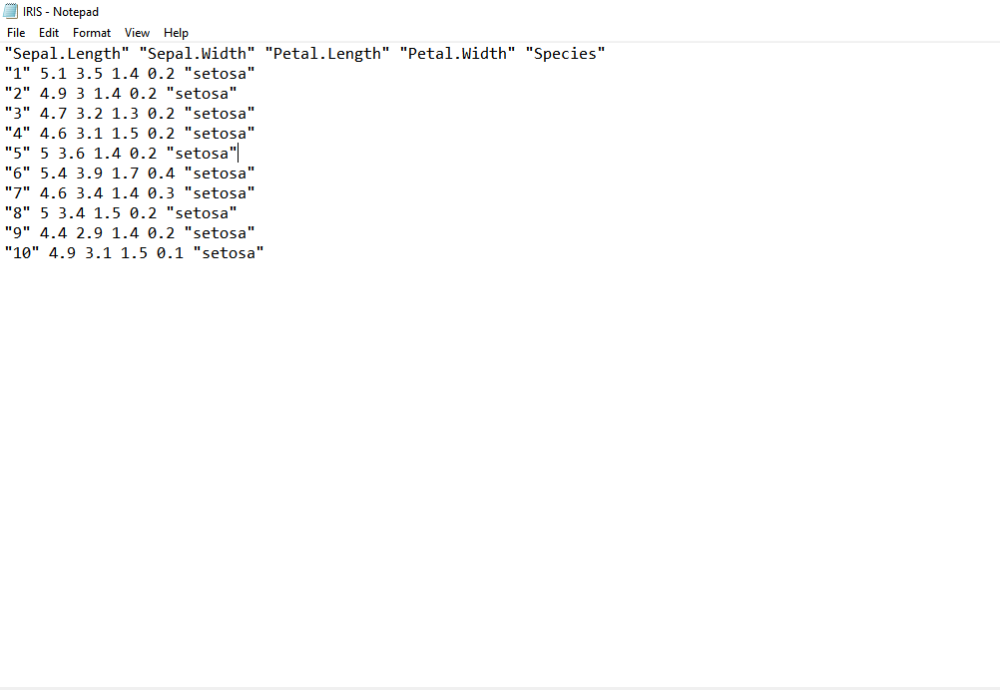 IRIS - Notepad
File Edit Format View Help
"Sepal.Length" "Sepal.Width" "Petal.Length" "Petal.Width" "Species"
"1" 5.1 3.5 1.4 0.2 "setosa"
"2" 4.9 3 1.4 0.2 "setosa"
"3" 4.7 3.2 1.3 0.2 "setosa"
"4" 4.6 3.1 1.5 0.2 "setosa"
"5" 5 3.6 1.4 0.2 "setosa"
"6" 5.4 3.9 1.7 0.4 "setosa"
"7" 4.6 3.4 1.4 0.3 "setosa"
"8" 5 3.4 1.5 0.2 "setosa"
"9" 4.4 2.9 1.4 0.2 "setosa"
"10" 4.9 3.1 1.5 0.1 "setosa"